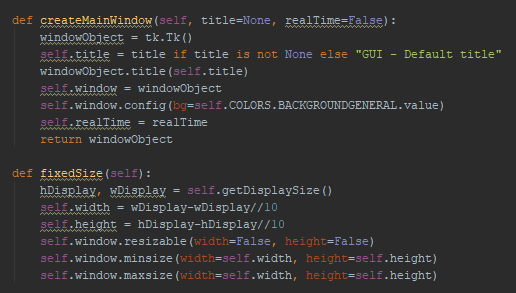 def createMainWindow(self, title=None, realTime=False):
    windowObject = tk.Tk()
    self.title = title if title is not None else "GUI - Default title"
    windowObject.title(self.title)
    self.window = windowObject
    self.window.config(bg=self.COLORS.BACKGROUNDGENERAL.value)
    self.realTime = realTime
    return windowObject

def fixedSize(self):
    hDisplay, wDisplay = self.getDisplaySize()
    self.width = wDisplay-wDisplay//10
    self.height = hDisplay-hDisplay//10
    self.window.resizable(width=False, height=False)
    self.window.minsize(width=self.width, height=self.height)
    self.window.maxsize(width=self.width, height=self.height)